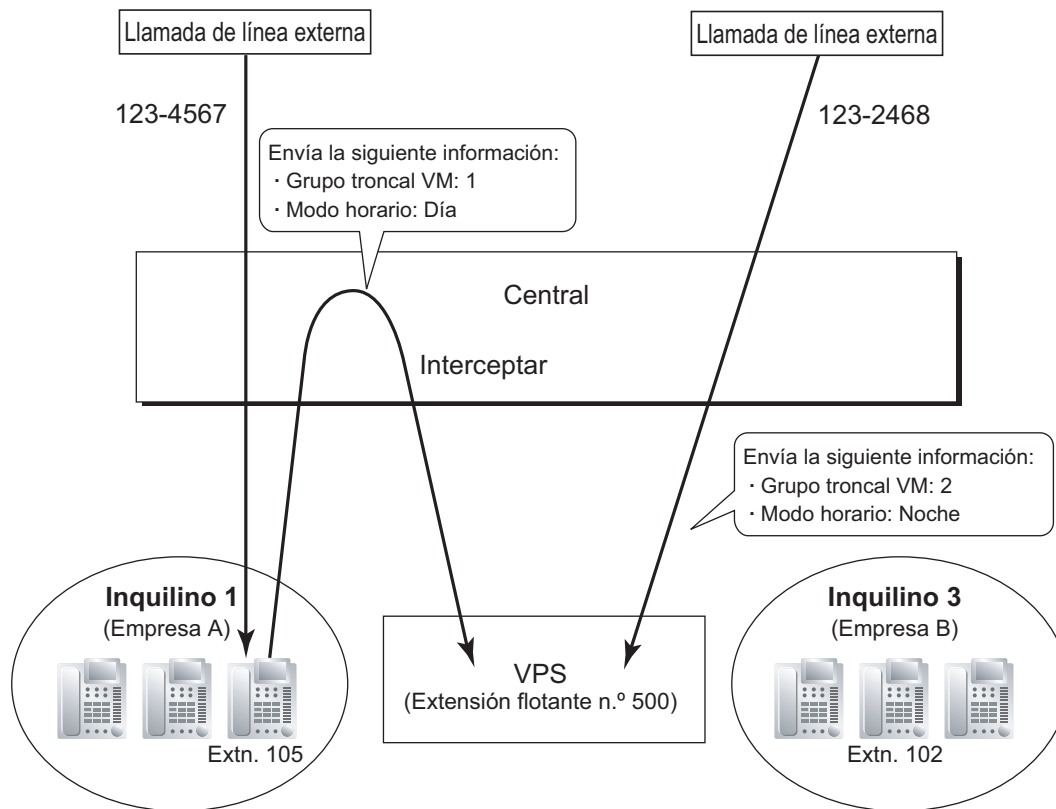 Llamada de línea externa
Llamada de línea externa
123-4567
123-2468
Envía la siguiente información:
· Grupo troncal VM: 1
· Modo horario: Día
Central
Interceptar
Envía la siguiente información:
· Grupo troncal VM: 2
· Modo horario: Noche
Inquilino 1
(Empresa A)
Extn. 105
VPS
(Extensión flotante n.º 500)
Inquilino 3
(Empresa B)
Extn. 102